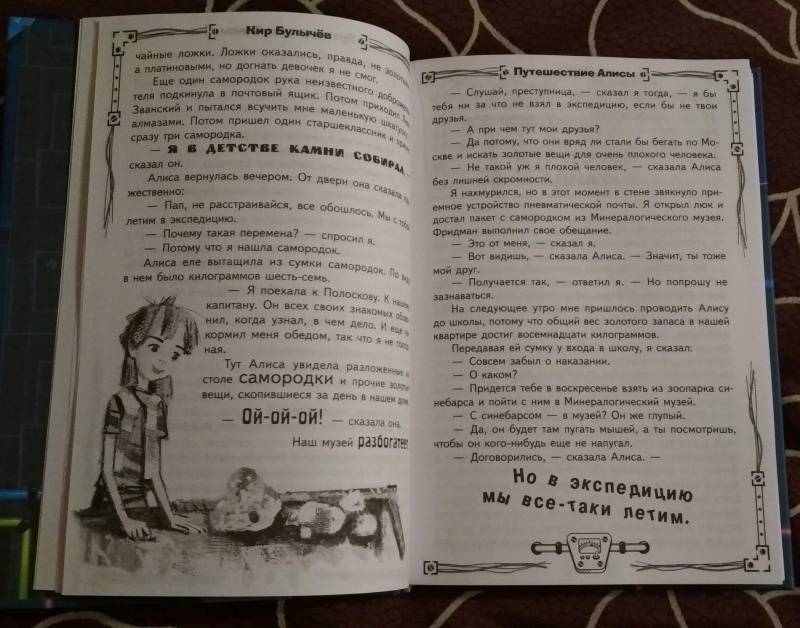 Кир Булычёв
чайные ложки. Ложки оказались, правда, не золотыми,
а платиновыми, но догнать девочек я не смог.
Еще один самородок рука неизвестного доброже-
теля подкинула в почтовый ящик. Потом приходил
Званский и пытался всучить мне маленькую шкатулку
алмазами. Потом пришел один старшеклассник и
сразу три самородка.
— Я В ДЕТСТВЕ КАМНИ СОБИРАЛ, —
сказал он.
Алиса вернулась вечером. От двери она сказала
жественно:
— Пап, не расстраивайся, все обошлось. Мы с тобой
летим в экспедицию.
— Почему такая перемена? — спросил я.
— Потому что я нашла самородок.
Алиса еле вытащила из сумки самородок. По виду
в нем было килограммов шесть-семь.
— Я поехала к Полоскову. К нашему
капитану. Он всех своих знакомых обзво-
нил, когда узнал, в чем дело. И еще на-
кормил меня обедом, так что я не голод-
ная.
Тут Алиса увидела разложенные на
столе самородки и прочие золотые
вещи, скопившиеся за день в нашем доме.
— Ой-ой-ой! — сказала она.
Наш музей разбогатеет.
Путешествие Алисы
— Слушай, преступница, — сказал я тогда, — я бы
тебя ни за что не взял в экспедицию, если бы не твои
друзья.
— А при чем тут мои друзья?
— Да потому, что они вряд ли стали бы бегать по Мо-
скве и искать золотые вещи для очень плохого человека.
— Не такой уж я плохой человек, — сказала Алиса
без лишней скромности.
Я нахмурился, но в этот момент в стене звякнуло при-
емное устройство пневматической почты. Я открыл люк и
достал пакет с самородком из Минералогического музея.
Фридман выполнил свое обещание.
— Это от меня, — сказал я.
— Вот видишь, — сказала Алиса. — Значит, ты тоже
мой друг.
— Получается так, — ответил я. — Но попрошу не
зазнаваться.
На следующее утро мне пришлось проводить Алису
до школы, потому что общий вес золотого запаса в нашей
квартире достиг восемнадцати килограммов.
Передавая ей сумку у входа в школу, я сказал:
— Совсем забыл о наказании.
— О каком?
— Придется тебе в воскресенье взять из зоопарка си-
небарса и пойти с ним в Минералогический музей.
— С синебарсом — в музей? Он же глупый.
— Да, он будет там пугать мышей, а ты посмотришь,
чтобы он кого-нибудь еще не напугал.
— Договорились, — сказала Алиса. —
Но в экспедицию
мы все-таки летим.